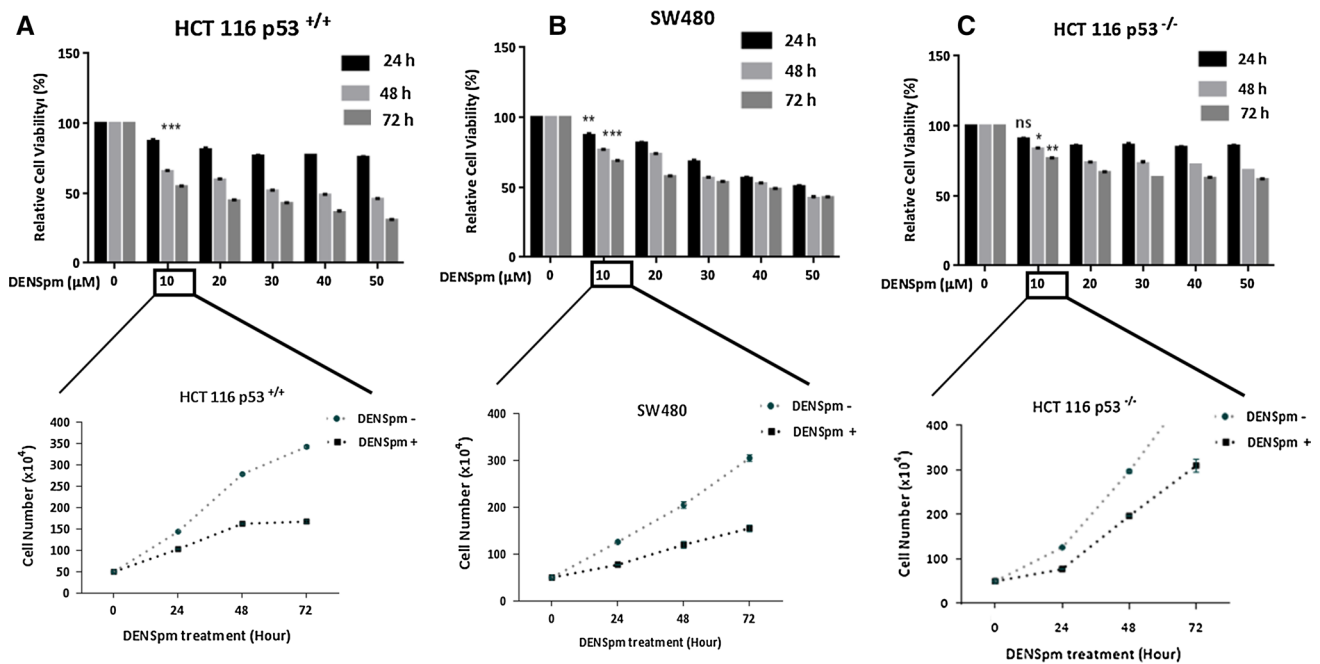 A
HCT 116 p53 +/+
150
100
50
0
Relative Cell Viability (%)
24 h
48 h
72 h
***
DENSpm (µM) 0 10 20 30 40 50
HCT 116 p53 +/+
400
350
300
250
200
150
100
50
0
Cell Number (x10⁴)
DENSpm -
DENSpm +
0 24 48 72
DENSpm treatment (Hour)
B
SW480
150
100
50
0
Relative Cell Viability (%)
24 h
48 h
72 h
** ***
DENSpm (µM) 0 10 20 30 40 50
SW480
400
300
200
100
0
Cell Number (x10⁴)
DENSpm -
DENSpm +
0 24 48 72
DENSpm treatment (Hour)
C
HCT 116 p53 -/-
150
100
50
0
Relative Cell Viability (%)
24 h
48 h
72 h
ns * **
DENSpm (µM) 0 10 20 30 40 50
HCT 116 p53 -/-
400
300
200
100
0
Cell Number (x10⁴)
DENSpm -
DENSpm +
0 24 48 72
DENSpm treatment (Hour)